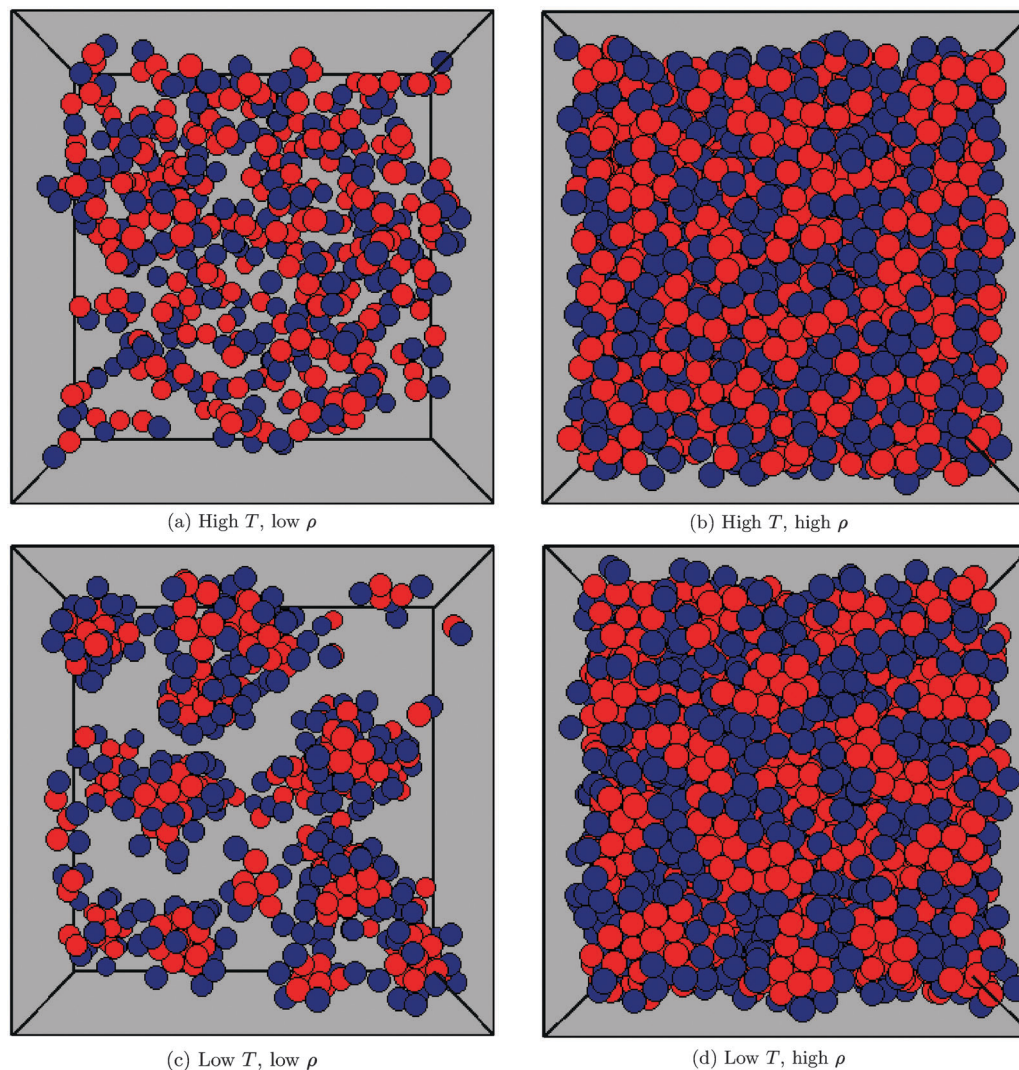 (a) High T, low ρ
(b) High T, high ρ
(c) Low T, low ρ
(d) Low T, high ρ